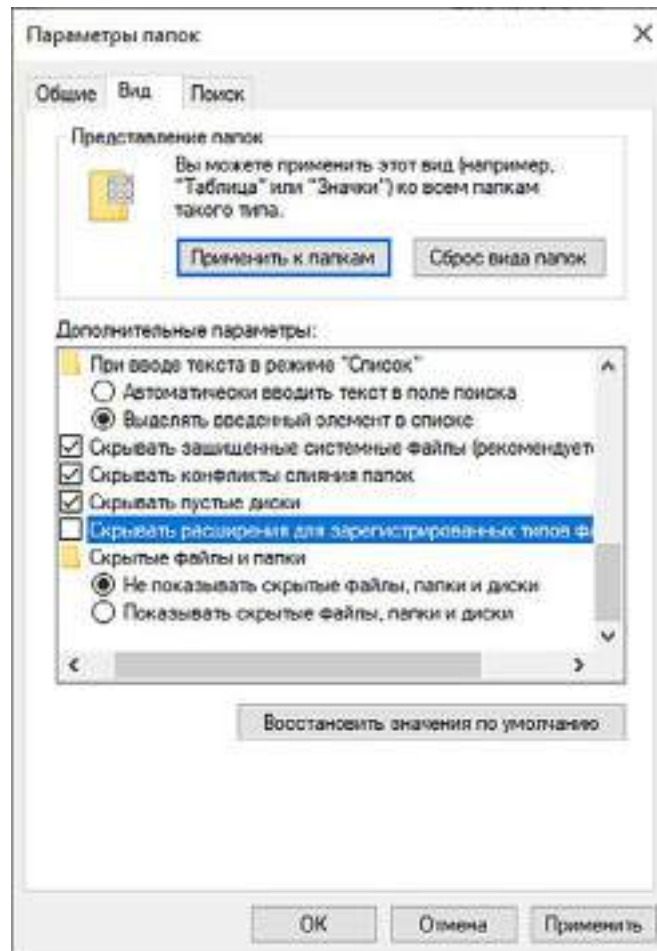 Параметры папок
Общие Вид Поиск
Представление папок
Вы можете применить этот вид (например,
"Таблица" или "Значки") ко всем папкам
такого типа.
Применить к папкам Сброс вида папок
Дополнительные параметры:
При вводе текста в режиме "Список"
Автоматически вводить текст в поле поиска
Выделять введенный элемент в списке
Скрывать защищенные системные файлы (рекомендует
Скрывать конфликты слияния папок
Скрывать пустые диски
Скрывать расширения для зарегистрированных типов ф
Скрытые файлы и папки
Не показывать скрытые файлы, папки и диски
Показывать скрытые файлы, папки и диски
Восстановить значения по умолчанию
ОК Отмена Применить